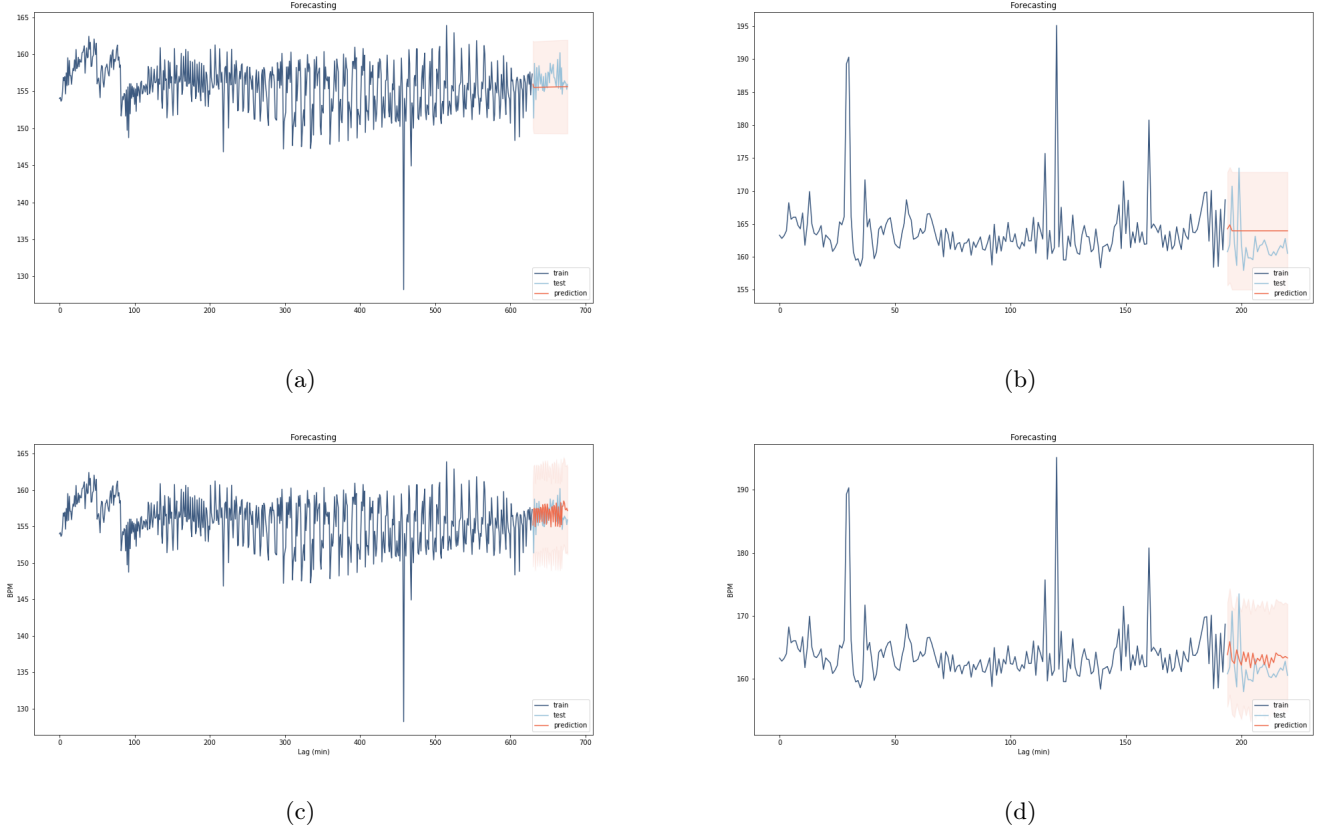 Forecasting
165
160
155
150
145
140
135
130
0
100
200
300
400
500
600
700
train
test
prediction
(a)
Forecasting
195
190
185
180
175
170
165
160
155
0
50
100
150
200
train
test
prediction
(b)
Forecasting
165
160
155
150
145
140
135
130
BPM
0
100
200
300
400
500
600
700
Lag (min)
train
test
prediction
(c)
Forecasting
190
180
170
160
BPM
0
50
100
150
200
Lag (min)
train
test
prediction
(d)